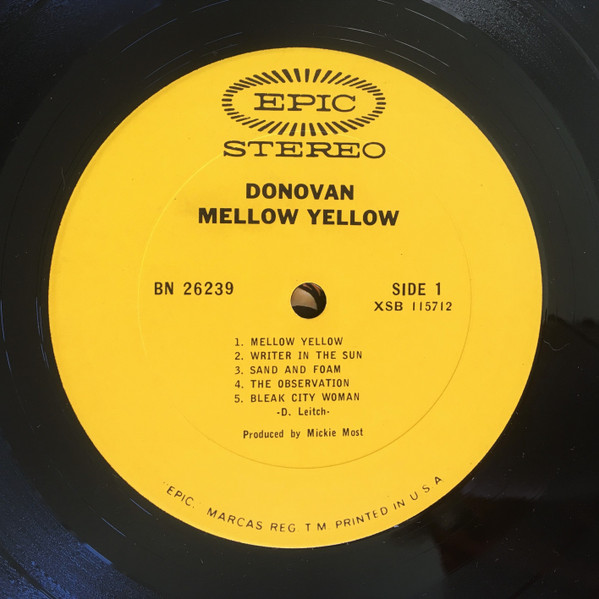 EPIC
STEREO
DONOVAN
MELLOW YELLOW
BN 26239
SIDE 1
XSB 115712
1. MELLOW YELLOW
2. WRITER IN THE SUN
3. SAND AND FOAM
4. THE OBSERVATION
5. BLEAK CITY WOMAN
-D. Leitch-
Produced by Mickie Most
"EPIC," MARCAS REG. T.M. PRINTED IN U.S.A.